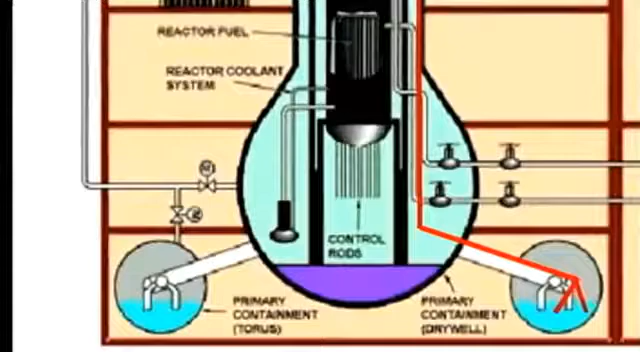 REACTOR FUEL
REACTOR COOLANT
SYSTEM
CONTROL
RODS
PRIMARY
CONTAINMENT
(TORUS)
PRIMARY
CONTAINMENT
(DRYWELL)